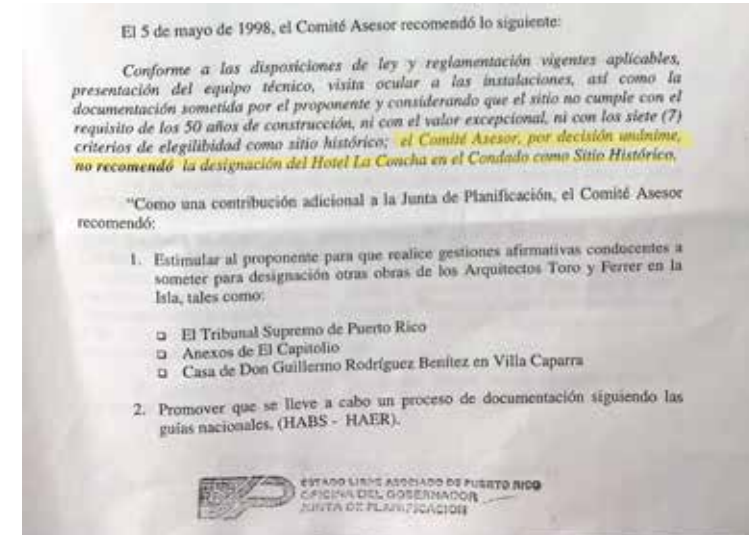 El 5 de mayo de 1998, el Comité Asesor recomendó lo siguiente:
Conforme a las disposiciones de ley y reglamentación vigentes aplicables,
presentación del equipo técnico, visita ocular a las instalaciones, así como la
documentación sometida por el proponente y considerando que el sitio no cumple con el
requisito de los 50 años de construcción, ni con el valor excepcional, ni con los siete (7)
criterios de elegilibidad como sitio histórico; el Comité Asesor, por decisión unánime,
no recomendó la designación del Hotel La Concha en el Condado como Sitio Histórico.
"Como una contribución adicional a la Junta de Planificación, el Comité Asesor
recomendó:
1. Estimular al proponente para que realice gestiones afirmativas conducentes a
someter para designación otras obras de los Arquitectos Toro y Ferrer en la
Isla, tales como:
❑ El Tribunal Supremo de Puerto Rico
❑ Anexos de El Capitolio
❑ Casa de Don Guillermo Rodríguez Benítez en Villa Caparra
2. Promover que se lleve a cabo un proceso de documentación siguiendo las
guías nacionales, (HABS - HAER).
ESTADO LIBRE ASOCIADO DE PUERTO RICO
OFICINA DEL GOBERNADOR
JUNTA DE PLANIFICACION